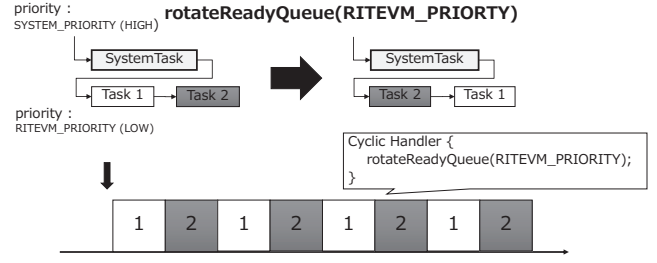 priority :
SYSTEM_PRIORITY (HIGH)
rotateReadyQueue(RITEVM_PRIORTY)
SystemTask
Task 1
Task 2
SystemTask
Task 2
Task 1
priority :
RITEVM_PRIORITY (LOW)
Cyclic Handler {
rotateReadyQueue(RITEVM_PRIORITY);
}
1 2 1 2 1 2 1 2